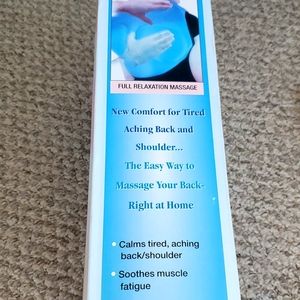 FULL RELAXATION MASSAGE
New Comfort for Tired
Aching Back and
Shoulder...
The Easy Way to
Massage Your Back-
Right at Home
• Calms tired, aching
back/shoulder
• Soothes muscle
fatigue